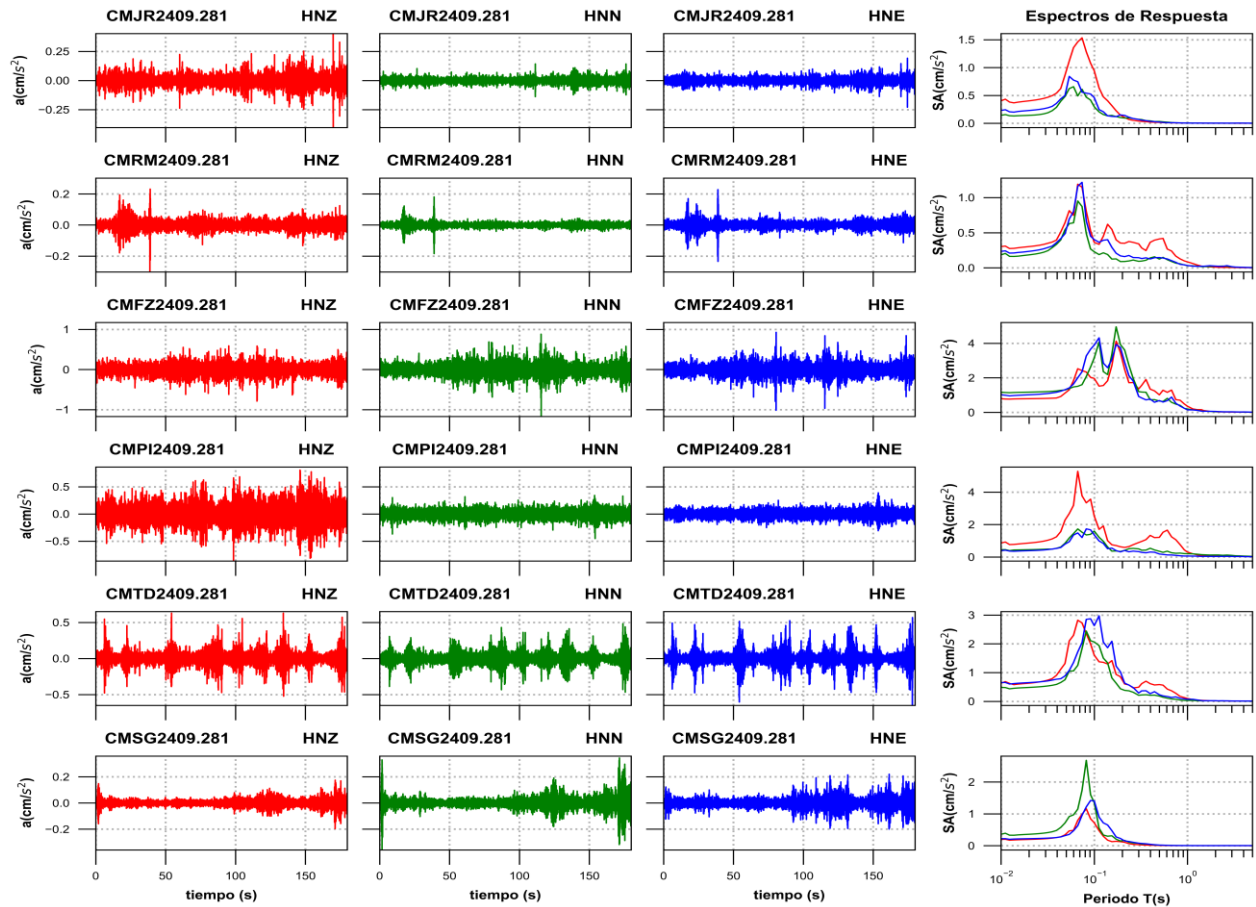 CMJR2409.281 HNZ CMJR2409.281 HNN CMJR2409.281 HNE Espectros de Respuesta
a(cm/s²)
0.25
0.00
−0.25
SA(cm/s²)
1.5
1.0
0.5
0.0
CMRM2409.281 HNZ CMRM2409.281 HNN CMRM2409.281 HNE
a(cm/s²)
0.2
0.0
−0.2
SA(cm/s²)
1.0
0.5
0.0
CMFZ2409.281 HNZ CMFZ2409.281 HNN CMFZ2409.281 HNE
a(cm/s²)
1
0
−1
SA(cm/s²)
4
2
0
CMPI2409.281 HNZ CMPI2409.281 HNN CMPI2409.281 HNE
a(cm/s²)
0.5
0.0
−0.5
SA(cm/s²)
4
2
0
CMTD2409.281 HNZ CMTD2409.281 HNN CMTD2409.281 HNE
a(cm/s²)
0.5
0.0
−0.5
SA(cm/s²)
3
2
1
0
CMSG2409.281 HNZ CMSG2409.281 HNN CMSG2409.281 HNE
a(cm/s²)
0.2
0.0
−0.2
SA(cm/s²)
2
1
0
0 50 100 150 0 50 100 150 0 50 100 150 10⁻² 10⁻¹ 10⁰
tiempo (s) tiempo (s) tiempo (s) Periodo T(s)